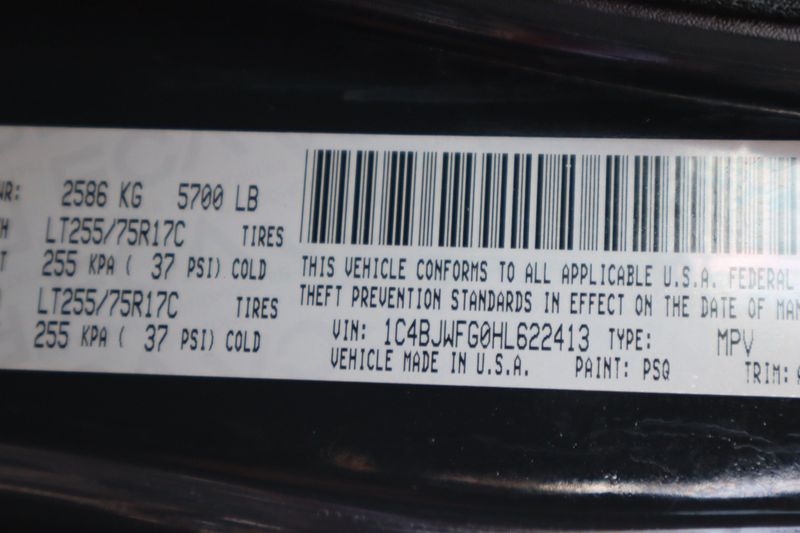 WR: 2586 KG 5700 LB
LT255/75R17C TIRES
255 KPA ( 37 PSI) COLD
LT255/75R17C TIRES
255 KPA ( 37 PSI) COLD
THIS VEHICLE CONFORMS TO ALL APPLICABLE U.S.A. FEDERAL
THEFT PREVENTION STANDARDS IN EFFECT ON THE DATE OF MAN
VIN: 1C4BJWFG0HL622413 TYPE: MPV
VEHICLE MADE IN U.S.A. PAINT: PSQ TRIM: